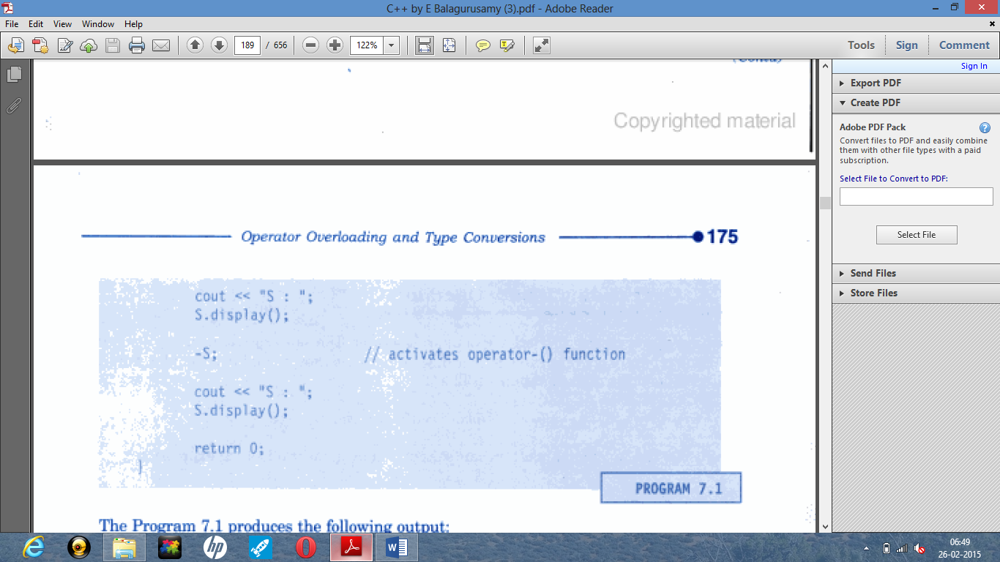 C++ by E Balagurusamy (3).pdf - Adobe Reader
File Edit View Window Help
189 / 656 122% Tools Sign Comment
Sign In
Export PDF
Create PDF
Adobe PDF Pack
Convert files to PDF and easily combine
them with other file types with a paid
subscription.
Select File to Convert to PDF:
Select File
Send Files
Store Files
Copyrighted material
Operator Overloading and Type Conversions 175
cout << "S : ";
S.display();
-S; // activates operator-() function
cout << "S : ";
S.display();
return 0;
}
PROGRAM 7.1
The Program 7.1 produces the following output:
06:49
26-02-2015